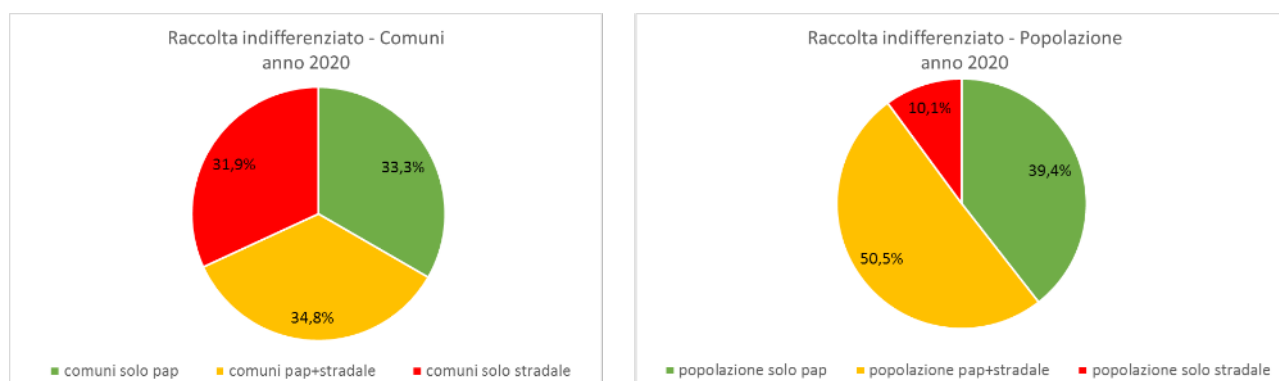 Raccolta indifferenziato - Comuni
anno 2020
31,9%
33,3%
34,8%
comuni solo pap
comuni pap+stradale
comuni solo stradale
Raccolta indifferenziato - Popolazione
anno 2020
10,1%
39,4%
50,5%
popolazione solo pap
popolazione pap+stradale
popolazione solo stradale